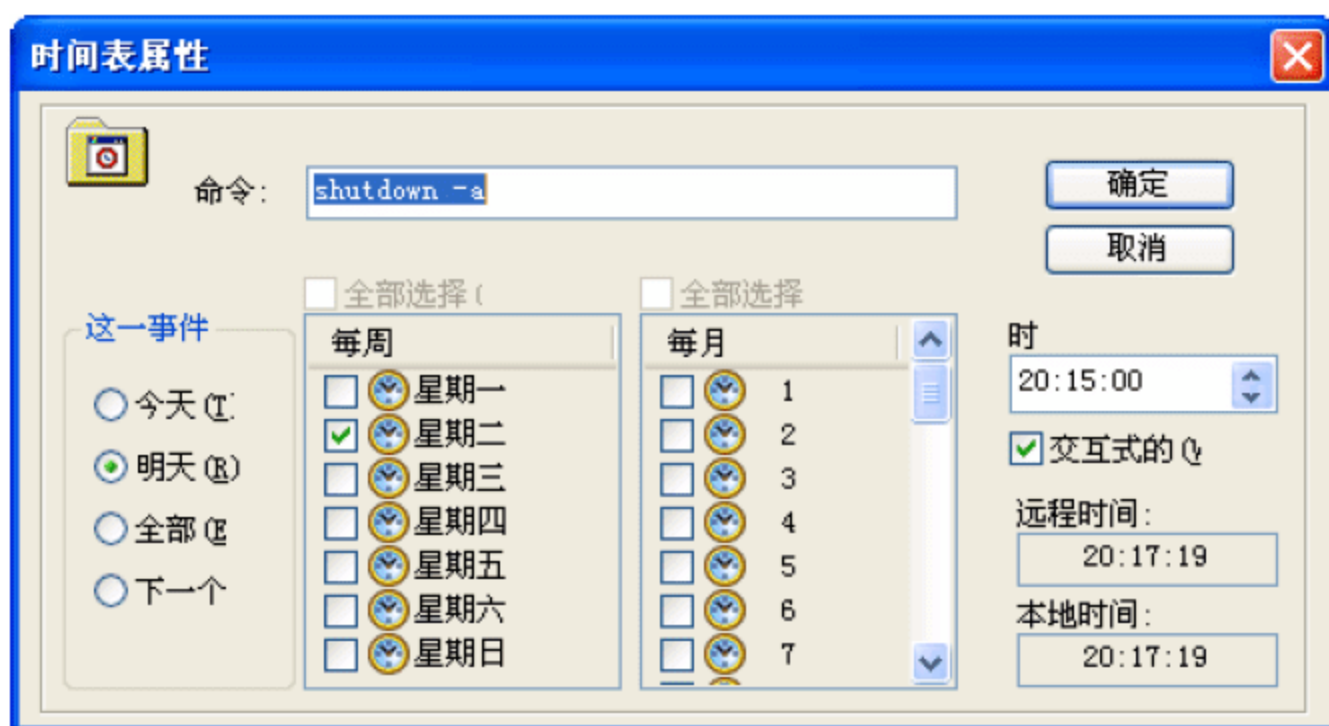 时间表属性
命令:
shutdown -a
确定
取消
全部选择(
全部选择
这一事件
今天(T)
明天(R)
全部(E
下一个
每周
星期一
星期二
星期三
星期四
星期五
星期六
星期日
每月
1
2
3
4
5
6
7
时
20:15:00
交互式的(
远程时间:
20:17:19
本地时间:
20:17:19